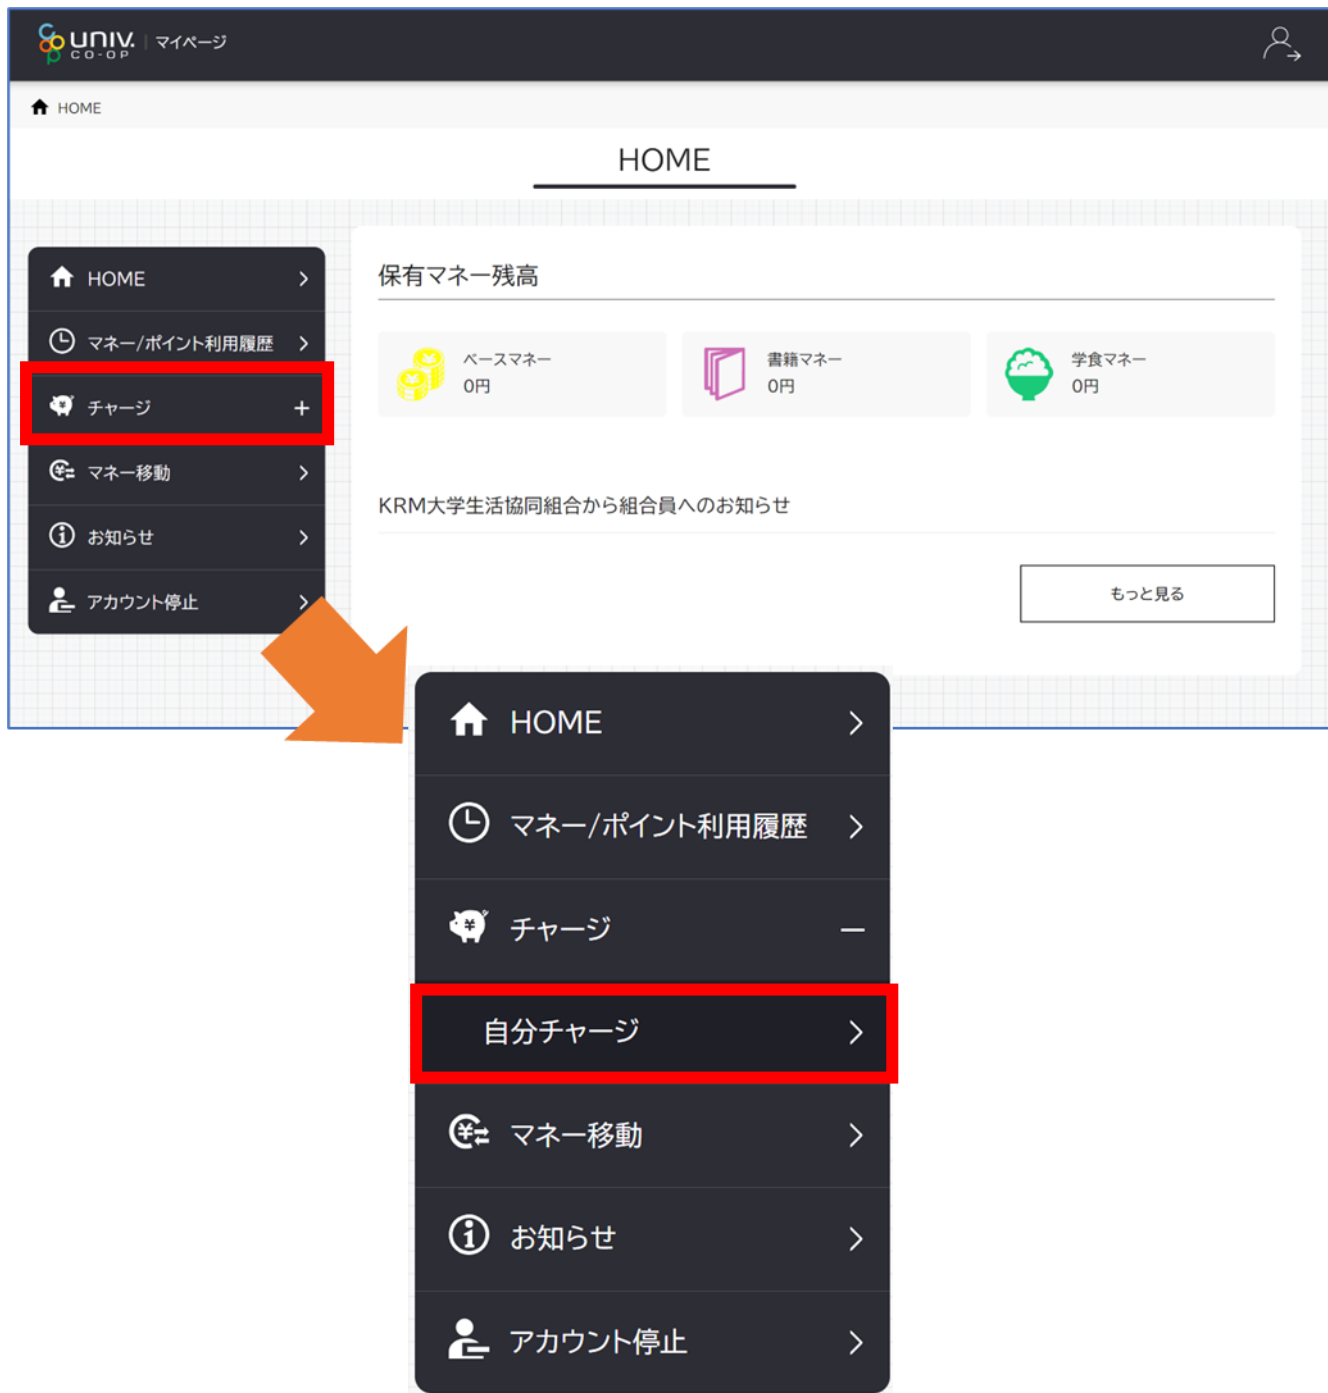 UNIV. CO-OP マイページ
HOME
HOME
HOME
マネー/ポイント利用履歴
チャージ
マネー移動
お知らせ
アカウント停止
保有マネー残高
ベースマネー
0円
書籍マネー
0円
学食マネー
0円
KRM大学生活協同組合から組合員へのお知らせ
もっと見る
HOME
マネー/ポイント利用履歴
チャージ
自分チャージ
マネー移動
お知らせ
アカウント停止